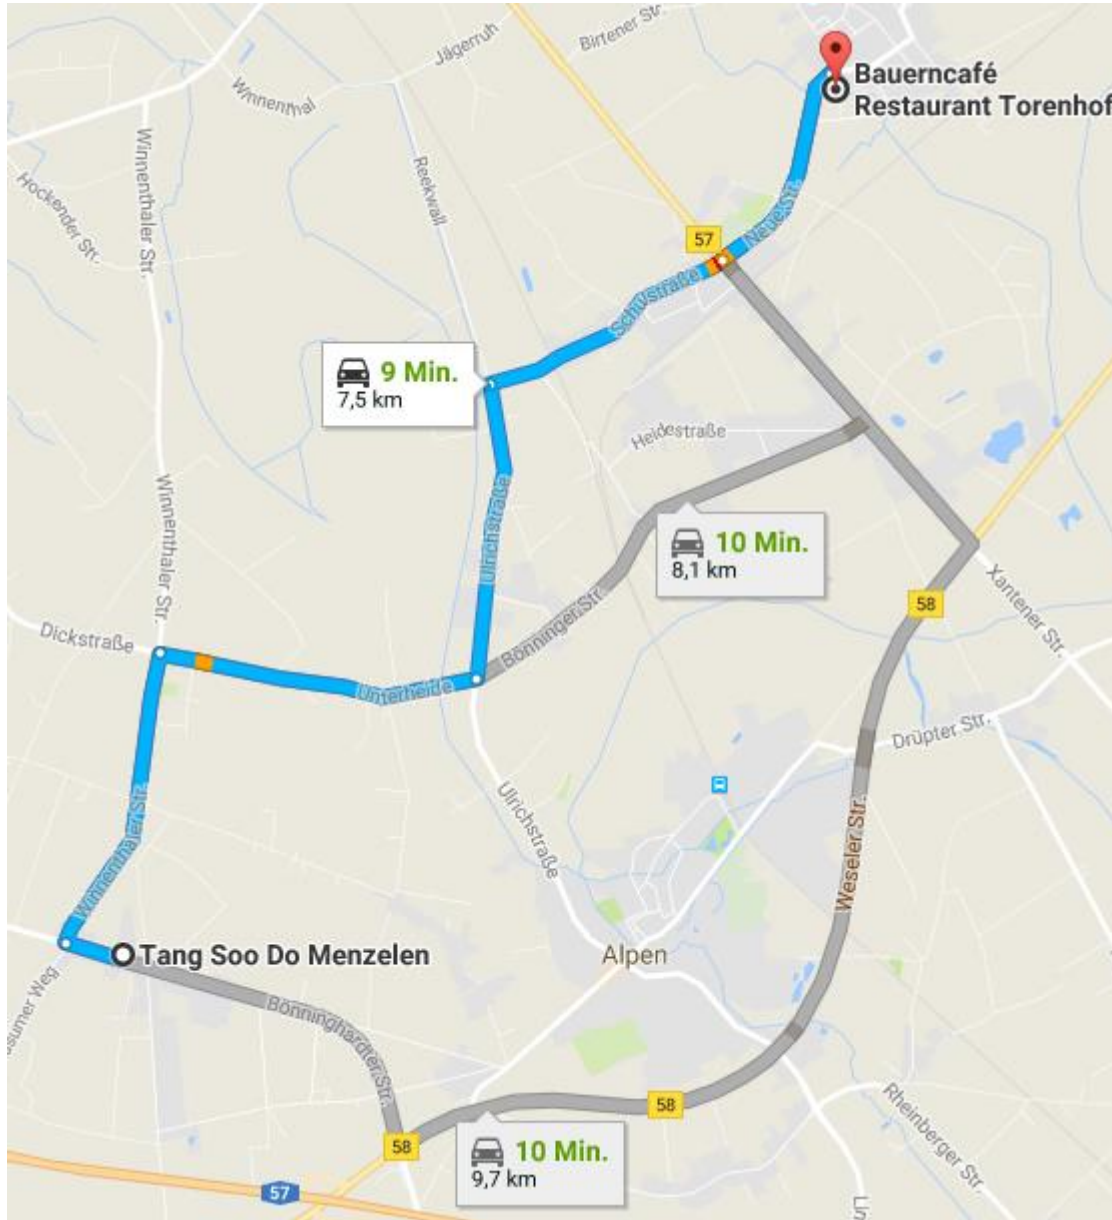 Jägerruh
Birtener Str.
Winnenthal
Bauerncafé
Restaurant Torenhof
Winnenthaler Str.
Hockender Str.
Reekwall
57
Neue Str.
Schulstraße
9 Min.
7,5 km
Heidestraße
Winnenthaler Str.
Ulrichstraße
10 Min.
8,1 km
Bönninger Str.
58
Xantener Str.
Dickstraße
Unterheide
Drüpter Str.
Ulrichstraße
Winnenthaler Str.
Weseler Str.
Tang Soo Do Menzelen
Alpen
sumer Weg
Bönninghardter Str.
58
58
Rheinberger Str.
10 Min.
9,7 km
57